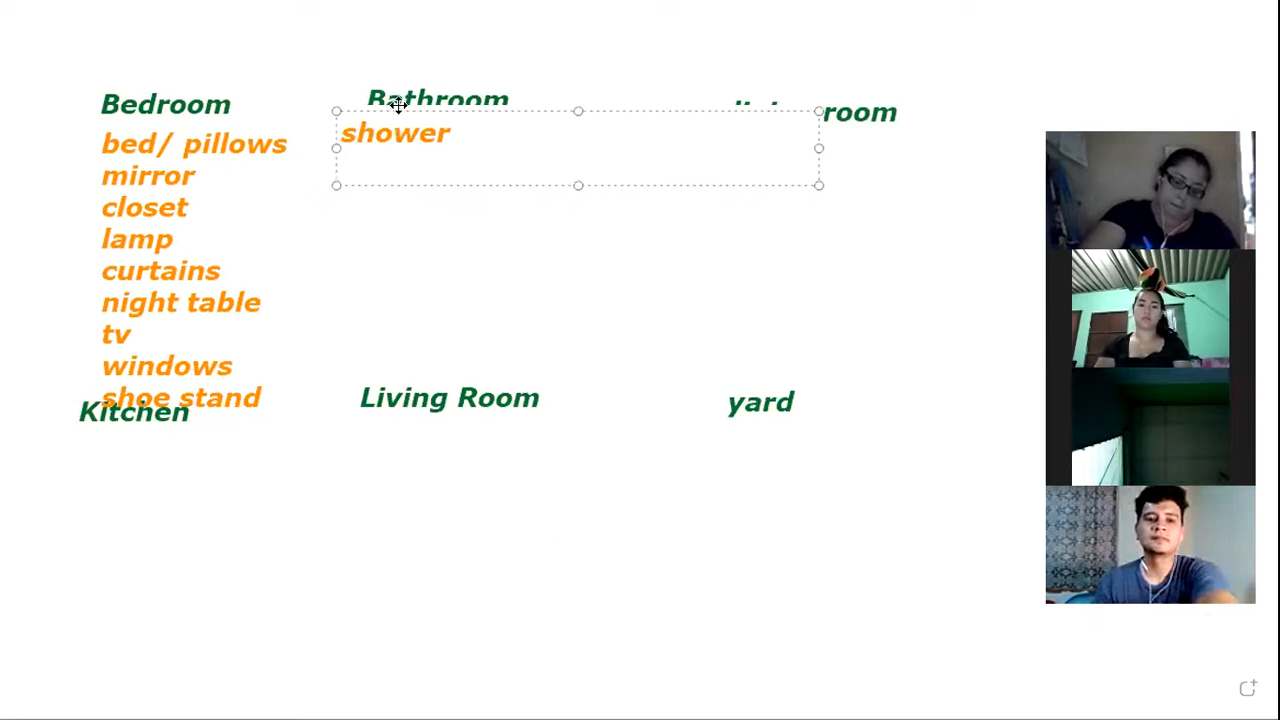 Bedroom
bed/ pillows
mirror
closet
lamp
curtains
night table
tv
windows
shoe stand
Bathroom
shower
room
Kitchen
Living Room
yard